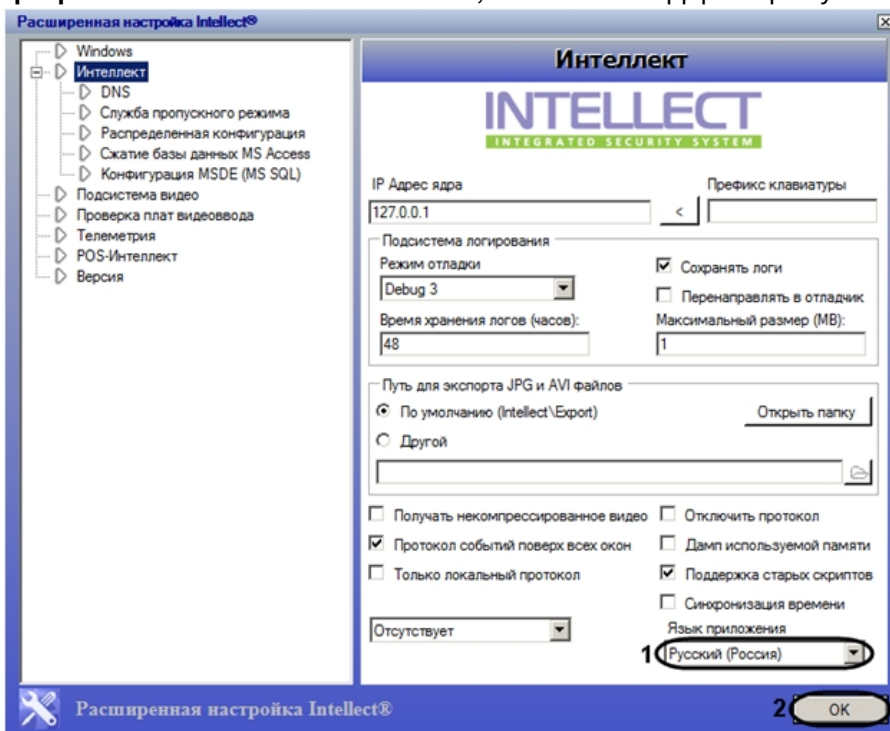 Расширенная настройка Intellect®
Windows
Интеллект
DNS
Служба пропускного режима
Распределенная конфигурация
Сжатие базы данных MS Access
Конфигурация MSDE (MS SQL)
Подсистема видео
Проверка плат видеоввода
Телеметрия
POS-Интеллект
Версия
Интеллект
INTELLECT
INTEGRATED SECURITY SYSTEM
IP Адрес ядра
Префикс клавиатуры
127.0.0.1
<
Подсистема логирования
Режим отладки
Сохранять логи
Debug 3
Перенаправлять в отладчик
Время хранения логов (часов):
Максимальный размер (MB):
48
1
Путь для экспорта JPG и AVI файлов
По умолчанию (Intellect\Export)
Открыть папку
Другой
Получать некомпрессированное видео
Отключить протокол
Протокол событий поверх всех окон
Дамп используемой памяти
Только локальный протокол
Поддержка старых скриптов
Синхронизация времени
Отсутствует
Язык приложения
1
Русский (Россия)
Расширенная настройка Intellect®
2
OK